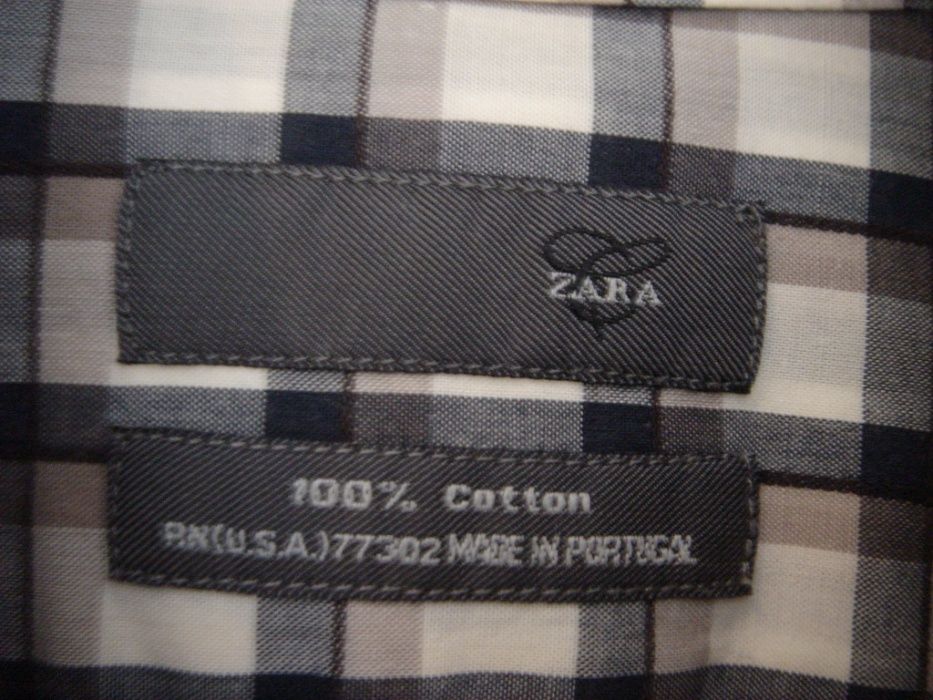 ZARA
100% Cotton
RN(U.S.A.)77302 MADE IN PORTUGAL